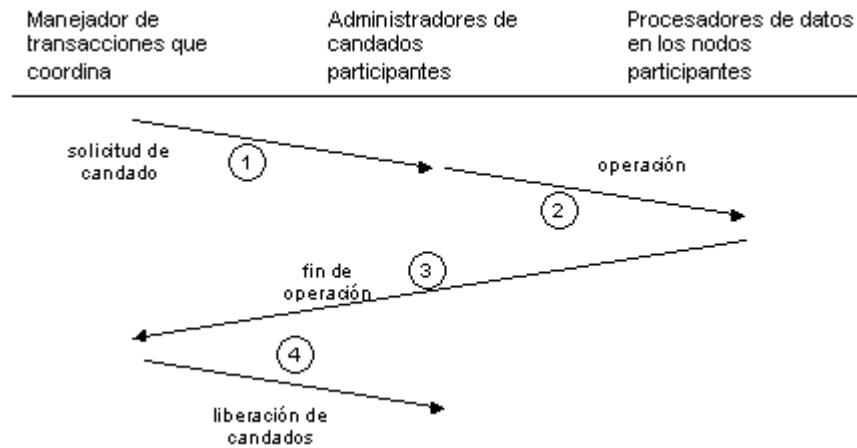 Manejador de
transacciones que
coordina
Administradores de
candados
participantes
Procesadores de datos
en los nodos
participantes
solicitud de
candado
1
operación
2
3
fin de
operación
4
liberación de
candados